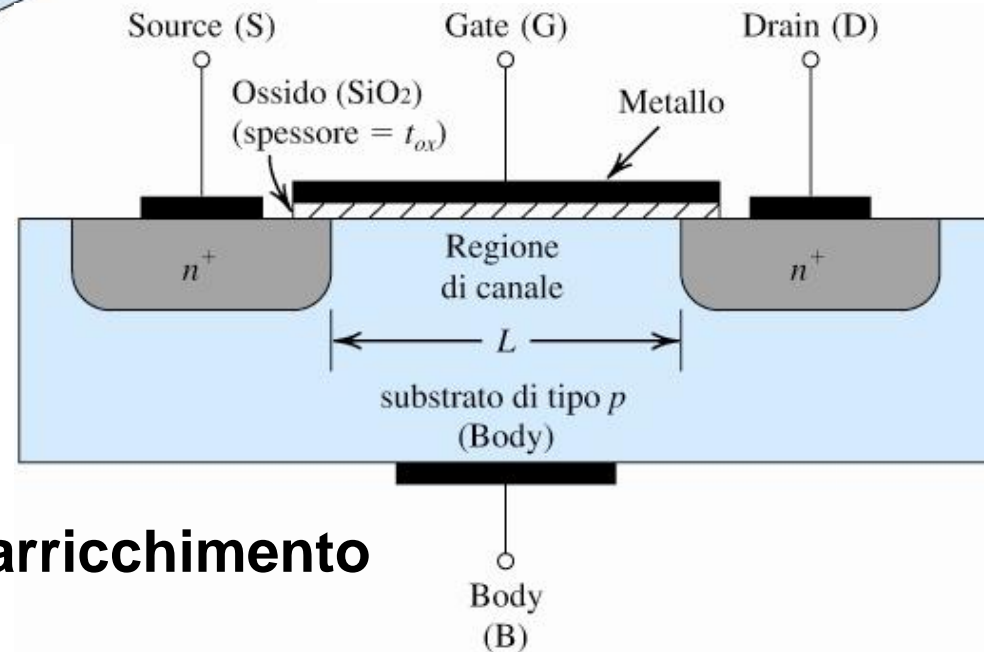 Source (S)
Gate (G)
Drain (D)
Ossido (SiO2)
(spessore = tox)
Metallo
n+
Regione
di canale
n+
L
substrato di tipo p
(Body)
arricchimento
Body
(B)